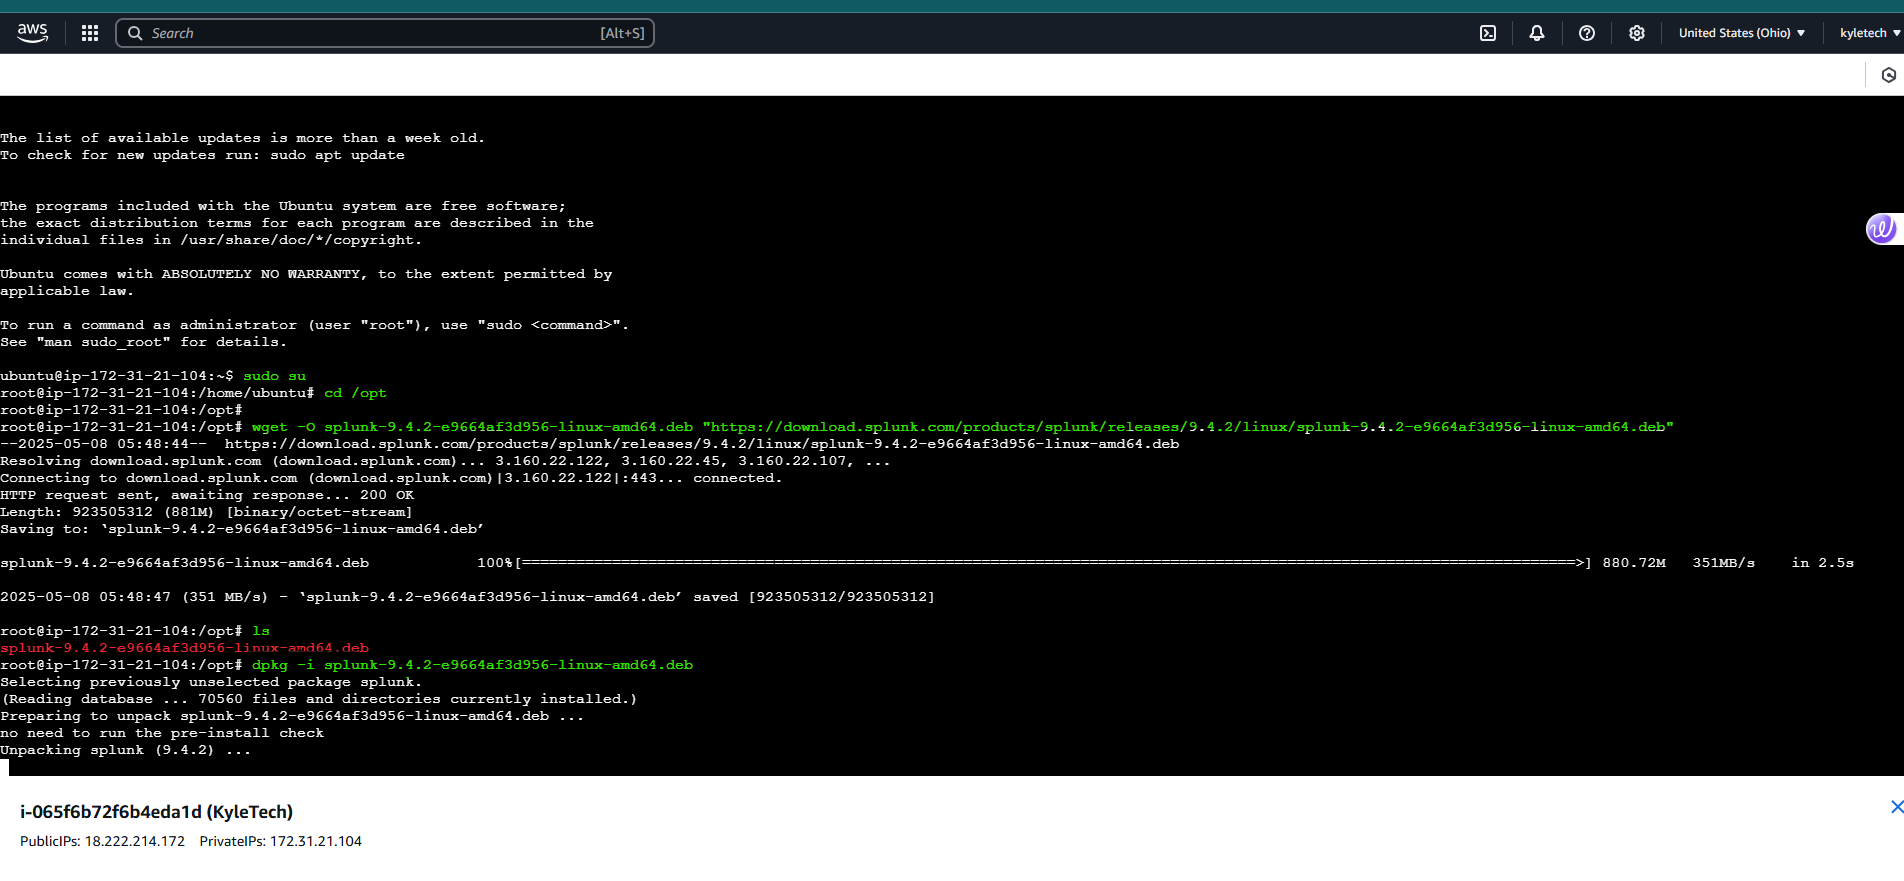 aws
Search [Alt+S]
United States (Ohio)
kyletech
The list of available updates is more than a week old.
To check for new updates run: sudo apt update
The programs included with the Ubuntu system are free software;
the exact distribution terms for each program are described in the
individual files in /usr/share/doc/*/copyright.
Ubuntu comes with ABSOLUTELY NO WARRANTY, to the extent permitted by
applicable law.
To run a command as administrator (user "root"), use "sudo <command>".
See "man sudo_root" for details.
ubuntu@ip-172-31-21-104:~$ sudo su
root@ip-172-31-21-104:/home/ubuntu# cd /opt
root@ip-172-31-21-104:/opt#
root@ip-172-31-21-104:/opt# wget -O splunk-9.4.2-e9664af3d956-linux-amd64.deb "https://download.splunk.com/products/splunk/releases/9.4.2/linux/splunk-9.4.2-e9664af3d956-linux-amd64.deb"
--2025-05-08 05:48:44--  https://download.splunk.com/products/splunk/releases/9.4.2/linux/splunk-9.4.2-e9664af3d956-linux-amd64.deb
Resolving download.splunk.com (download.splunk.com)... 3.160.22.122, 3.160.22.45, 3.160.22.107, ...
Connecting to download.splunk.com (download.splunk.com)|3.160.22.122|:443... connected.
HTTP request sent, awaiting response... 200 OK
Length: 923505312 (881M) [binary/octet-stream]
Saving to: ‘splunk-9.4.2-e9664af3d956-linux-amd64.deb’
splunk-9.4.2-e9664af3d956-linux-amd64.deb 100%[=====================================================================================================================>] 880.72M 351MB/s in 2.5s
2025-05-08 05:48:47 (351 MB/s) - ‘splunk-9.4.2-e9664af3d956-linux-amd64.deb’ saved [923505312/923505312]
root@ip-172-31-21-104:/opt# ls
splunk-9.4.2-e9664af3d956-linux-amd64.deb
root@ip-172-31-21-104:/opt# dpkg -i splunk-9.4.2-e9664af3d956-linux-amd64.deb
Selecting previously unselected package splunk.
(Reading database ... 70560 files and directories currently installed.)
Preparing to unpack splunk-9.4.2-e9664af3d956-linux-amd64.deb ...
no need to run the pre-install check
Unpacking splunk (9.4.2) ...
i-065f6b72f6b4eda1d (KyleTech)
PublicIPs: 18.222.214.172 PrivateIPs: 172.31.21.104